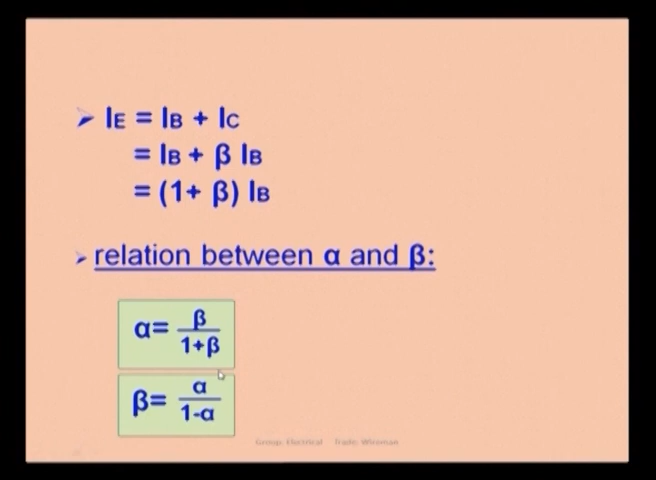 ➢ IE = IB + IC
= IB + β IB
= (1+ β) IB
➢ relation between α and β:
α= β/1+β
β= α/1-α
Group: Electrical Trade: Wireman